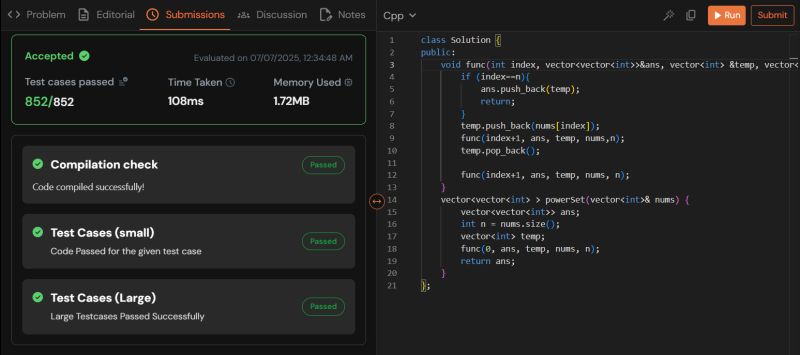 Problem Editorial Submissions Discussion Notes
Accepted
Evaluated on 07/07/2025, 12:34:48 AM
Test cases passed Time Taken Memory Used
852/852 108ms 1.72MB
Compilation check Passed
Code compiled successfully!
Test Cases (small) Passed
Code Passed for the given test case
Test Cases (Large) Passed
Large Testcases Passed Successfully
Cpp Run Submit
1 class Solution {
2 public:
3 void func(int index, vector<vector<int>>&ans, vector<int> &temp, vector<
4 if (index==n){
5 ans.push_back(temp);
6 return;
7 }
8 temp.push_back(nums[index]);
9 func(index+1, ans, temp, nums,n);
10 temp.pop_back();
11
12 func(index+1, ans, temp, nums, n);
13 }
14 vector<vector<int> > powerSet(vector<int>& nums) {
15 vector<vector<int>> ans;
16 int n = nums.size();
17 vector<int> temp;
18 func(0, ans, temp, nums, n);
19 return ans;
20 }
21 };